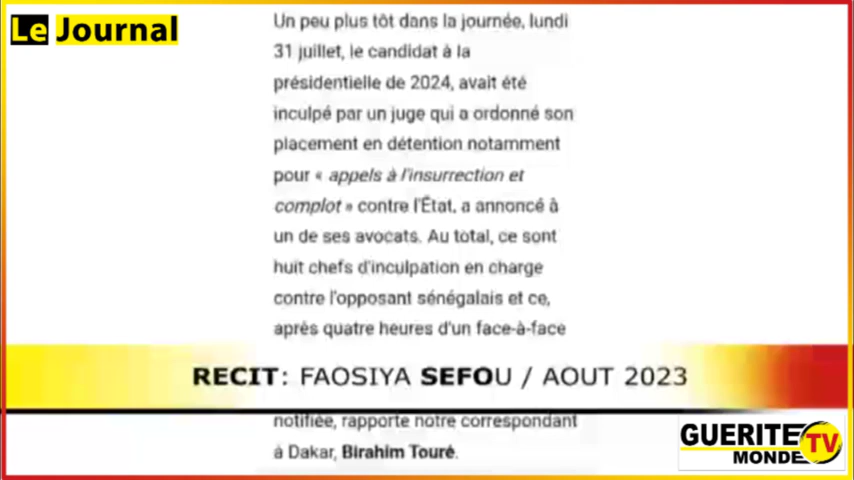 Le Journal
Un peu plus tôt dans la journée, lundi
31 juillet, le candidat à la
présidentielle de 2024, avait été
inculpé par un juge qui a ordonné son
placement en détention notamment
pour « appels à l'insurrection et
complot » contre l'État, a annoncé à
un de ses avocats. Au total, ce sont
huit chefs d'inculpation en charge
contre l'opposant sénégalais et ce,
après quatre heures d'un face-à-face
RECIT: FAOSIYA SEFOU / AOUT 2023
notifiée, rapporte notre correspondant
à Dakar, Birahim Touré.
GUERITE TV
MONDE